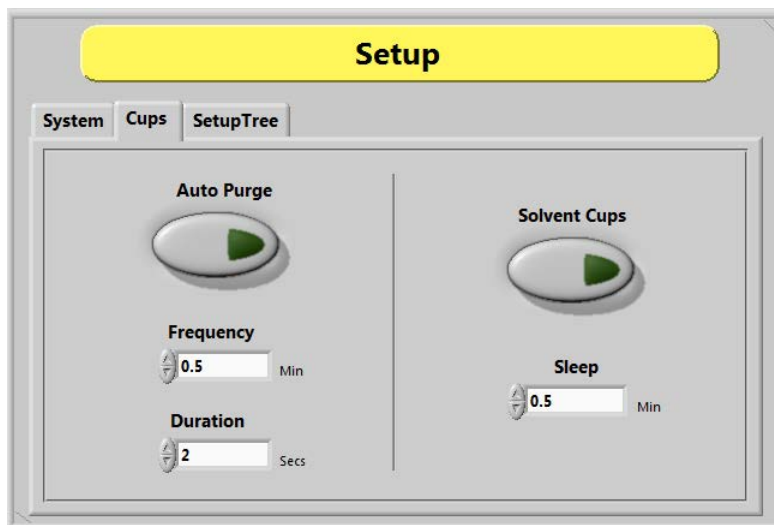 Setup
System Cups SetupTree
Auto Purge
Frequency
0.5 Min
Duration
2 Secs
Solvent Cups
Sleep
0.5 Min